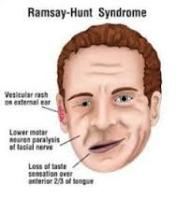 Ramsay-Hunt Syndrome
Vesicular rash
on external ear
Lower motor
neuron paralysis
of facial nerve
Loss of taste
sensation over
anterior 2/3 of tongue